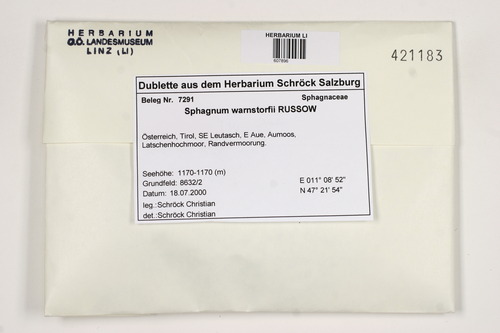 HERBARIUM
O.Ö. LANDESMUSEUM
LINZ (LI)
HERBARIUM LI
607896
421183
Dublette aus dem Herbarium Schröck Salzburg
Beleg Nr. 7291 Sphagnaceae
Sphagnum warnstorfii RUSSOW
Österreich, Tirol, SE Leutasch, E Aue, Aumoos,
Latschenhochmoor, Randvermoorung.
Seehöhe: 1170-1170 (m) E 011° 08' 52"
Grundfeld: 8632/2 N 47° 21' 54"
Datum: 18.07.2000
leg.:Schröck Christian
det.:Schröck Christian